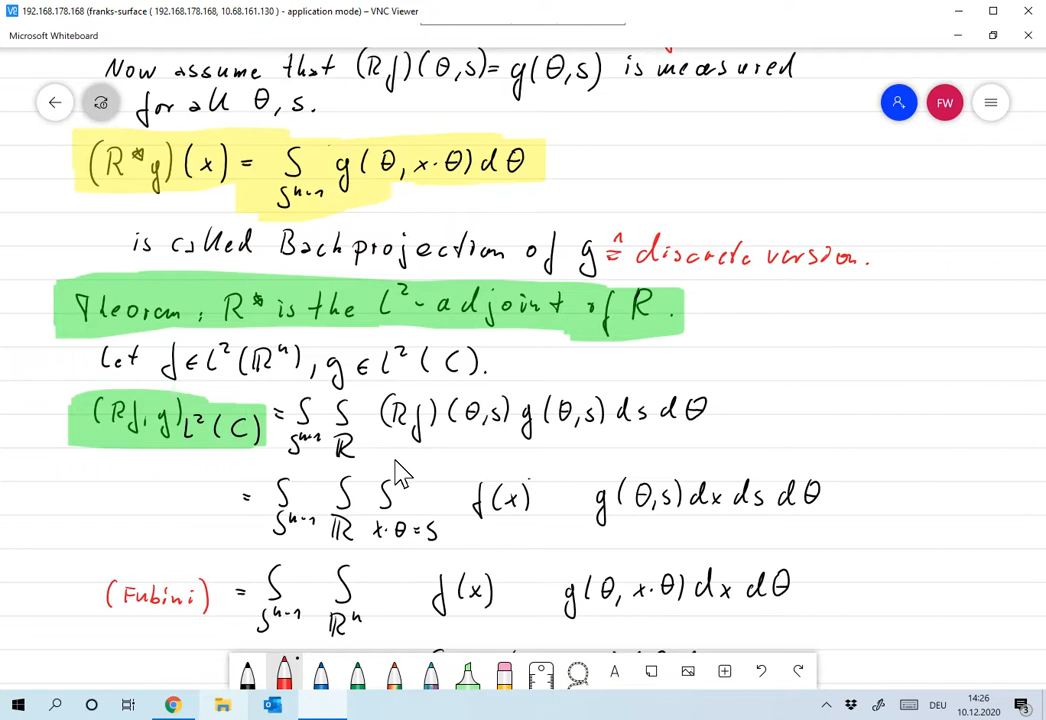 192.168.178.168 (franks-surface ( 192.168.178.168, 10.68.161.130 ) - application mode) – VNC Viewer
Microsoft Whiteboard
Now assume that (Rf)(θ,s)= g(θ,s) is measured
for all θ, s.
FW
(R*g)(x) = ∫_{S^{n-1}} g(θ, x·θ) dθ
is called Backprojection of g ≙ discrete version.
Theorem: R* is the L²-adjoint of R.
Let f ∈ L²(ℝⁿ), g ∈ L²(C).
(Rf, g)_{L²(C)} = ∫_{S^{n-1}} ∫_ℝ (Rf)(θ,s) g(θ,s) ds dθ
= ∫_{S^{n-1}} ∫_ℝ ∫_{x·θ=s} f(x) g(θ,s) dx ds dθ
(Fubini) = ∫_{S^{n-1}} ∫_{ℝⁿ} f(x) g(θ, x·θ) dx dθ
A
DEU
14:26
10.12.2020
3